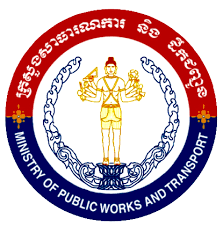 ក្រសួងសាធារណការ និង ដឹកជញ្ជូន
MINISTRY OF PUBLIC WORKS AND TRANSPORT